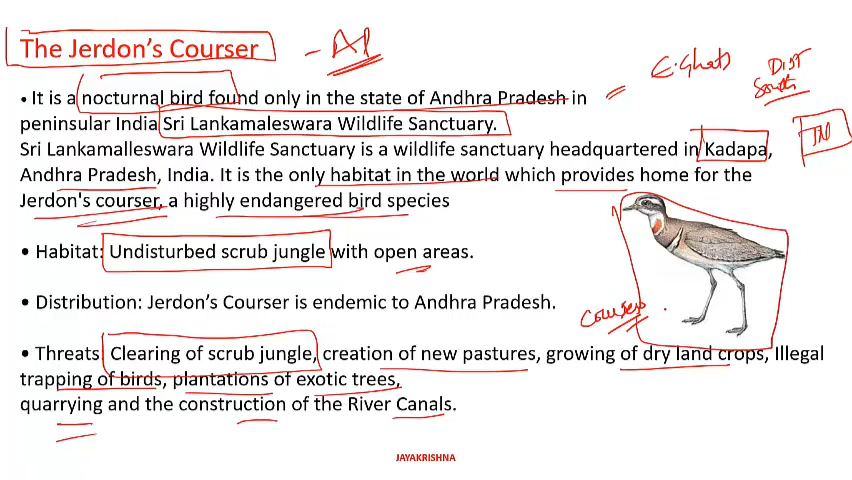 The Jerdon's Courser
- AP
E.Ghats
DIST
South
TN
• It is a nocturnal bird found only in the state of Andhra Pradesh in
peninsular India Sri Lankamaleswara Wildlife Sanctuary.
Sri Lankamalleswara Wildlife Sanctuary is a wildlife sanctuary headquartered in Kadapa,
Andhra Pradesh, India. It is the only habitat in the world which provides home for the
Jerdon's courser, a highly endangered bird species
• Habitat: Undisturbed scrub jungle with open areas.
• Distribution: Jerdon's Courser is endemic to Andhra Pradesh.
Courser
• Threats: Clearing of scrub jungle, creation of new pastures, growing of dry land crops, Illegal
trapping of birds, plantations of exotic trees,
quarrying and the construction of the River Canals.
JAYAKRISHNA